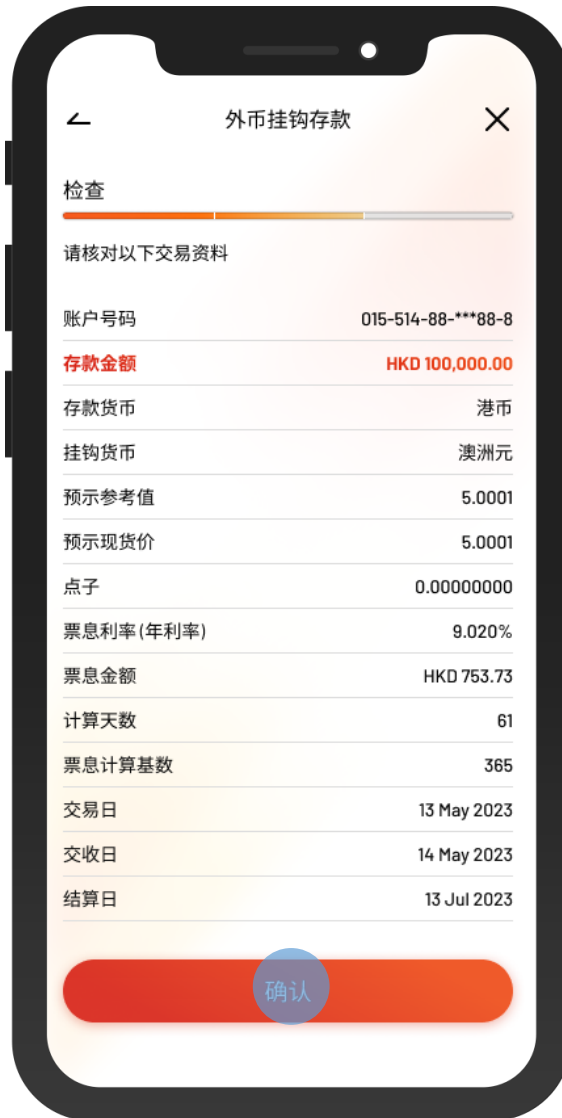 外币挂钩存款
检查
请核对以下交易资料
账户号码 015-514-88-***88-8
存款金额 HKD 100,000.00
存款货币 港币
挂钩货币 澳洲元
预示参考值 5.0001
预示现货价 5.0001
点子 0.00000000
票息利率(年利率) 9.020%
票息金额 HKD 753.73
计算天数 61
票息计算基数 365
交易日 13 May 2023
交收日 14 May 2023
结算日 13 Jul 2023
确认